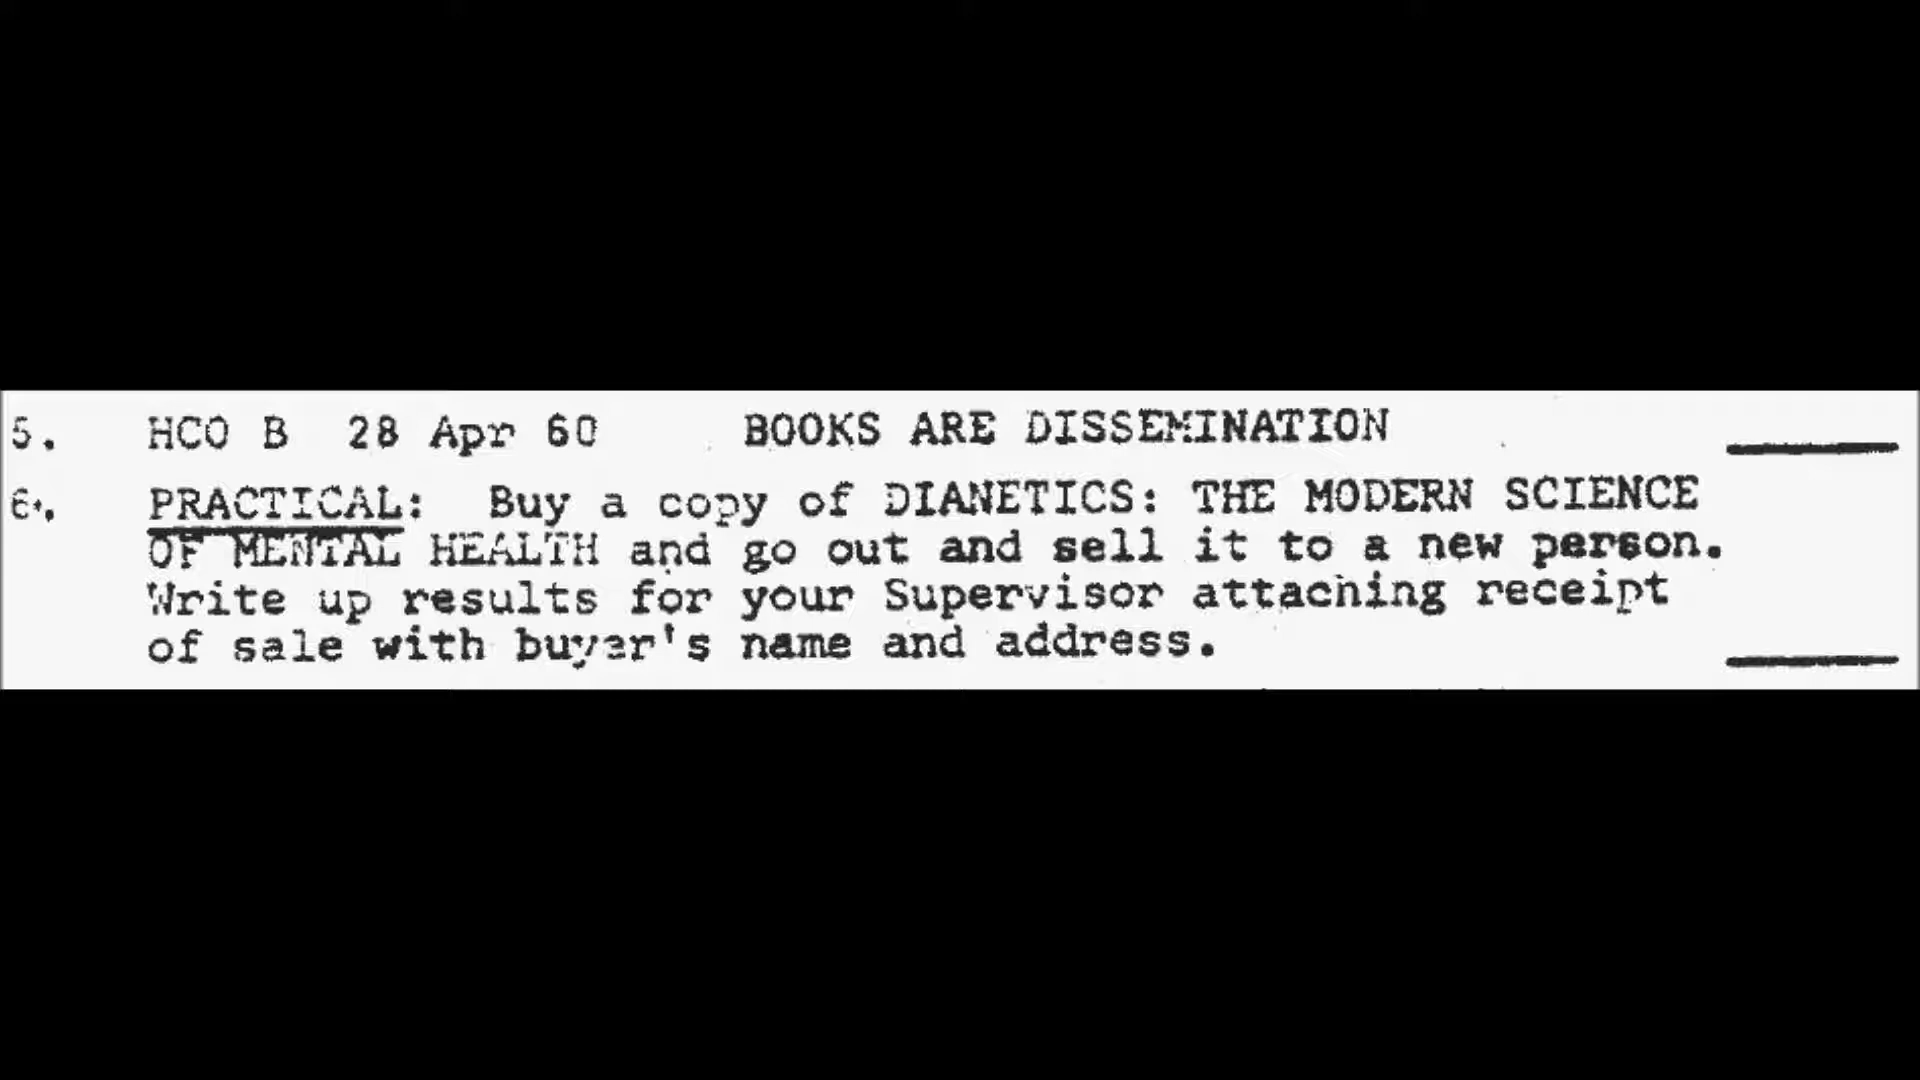 5. HCO B 28 Apr 60 BOOKS ARE DISSEMINATION
6. PRACTICAL: Buy a copy of DIANETICS: THE MODERN SCIENCE
OF MENTAL HEALTH and go out and sell it to a new person.
Write up results for your Supervisor attaching receipt
of sale with buyer's name and address.